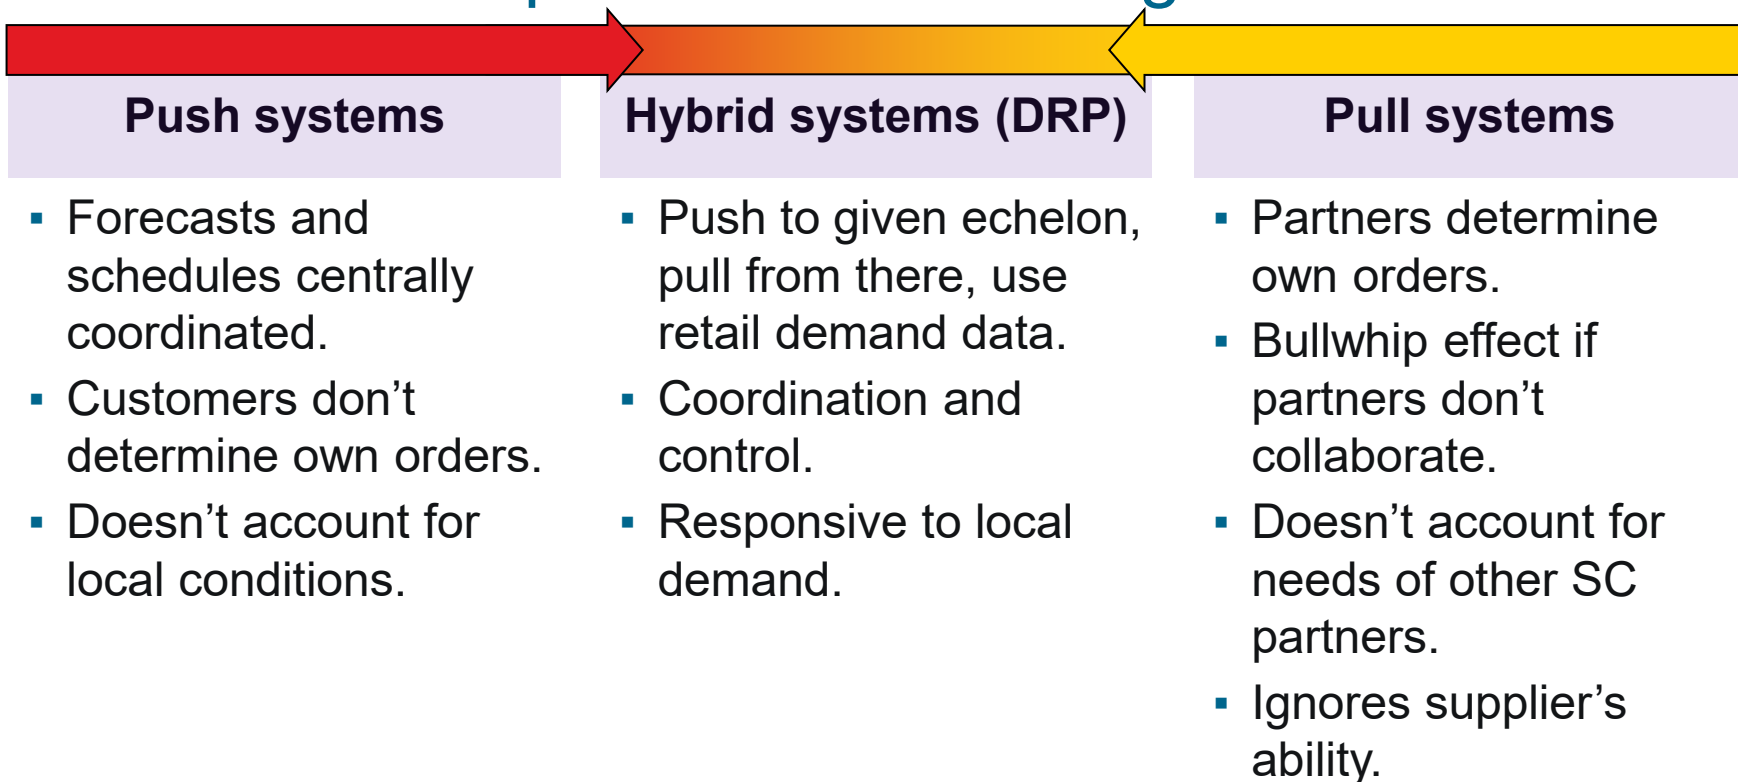 Push systems
▪ Forecasts and
schedules centrally
coordinated.
▪ Customers don’t
determine own orders.
▪ Doesn’t account for
local conditions.
Hybrid systems (DRP)
▪ Push to given echelon,
pull from there, use
retail demand data.
▪ Coordination and
control.
▪ Responsive to local
demand.
Pull systems
▪ Partners determine
own orders.
▪ Bullwhip effect if
partners don’t
collaborate.
▪ Doesn’t account for
needs of other SC
partners.
▪ Ignores supplier’s
ability.